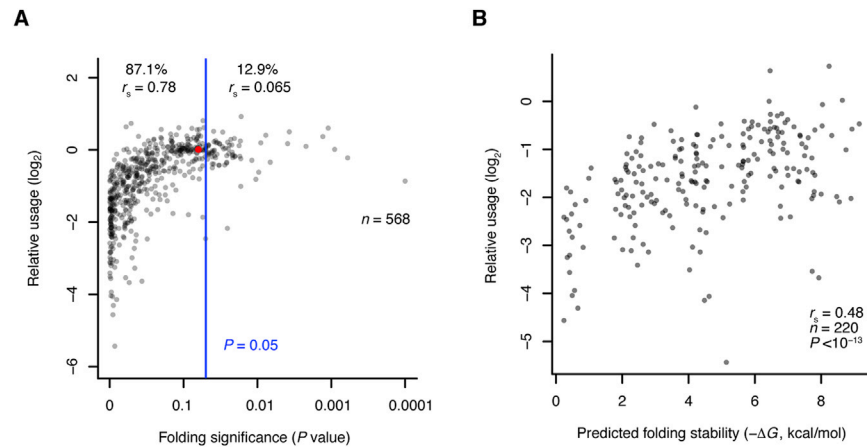 A
87.1%
rs = 0.78
12.9%
rs = 0.065
n = 568
P = 0.05
Relative usage (log2)
2
0
−2
−4
−6
0
0.1
0.01
0.001
0.0001
Folding significance (P value)
B
Relative usage (log2)
0
−1
−2
−3
−4
−5
rs = 0.48
n = 220
P <10−13
0
2
4
6
8
Predicted folding stability (−ΔG, kcal/mol)